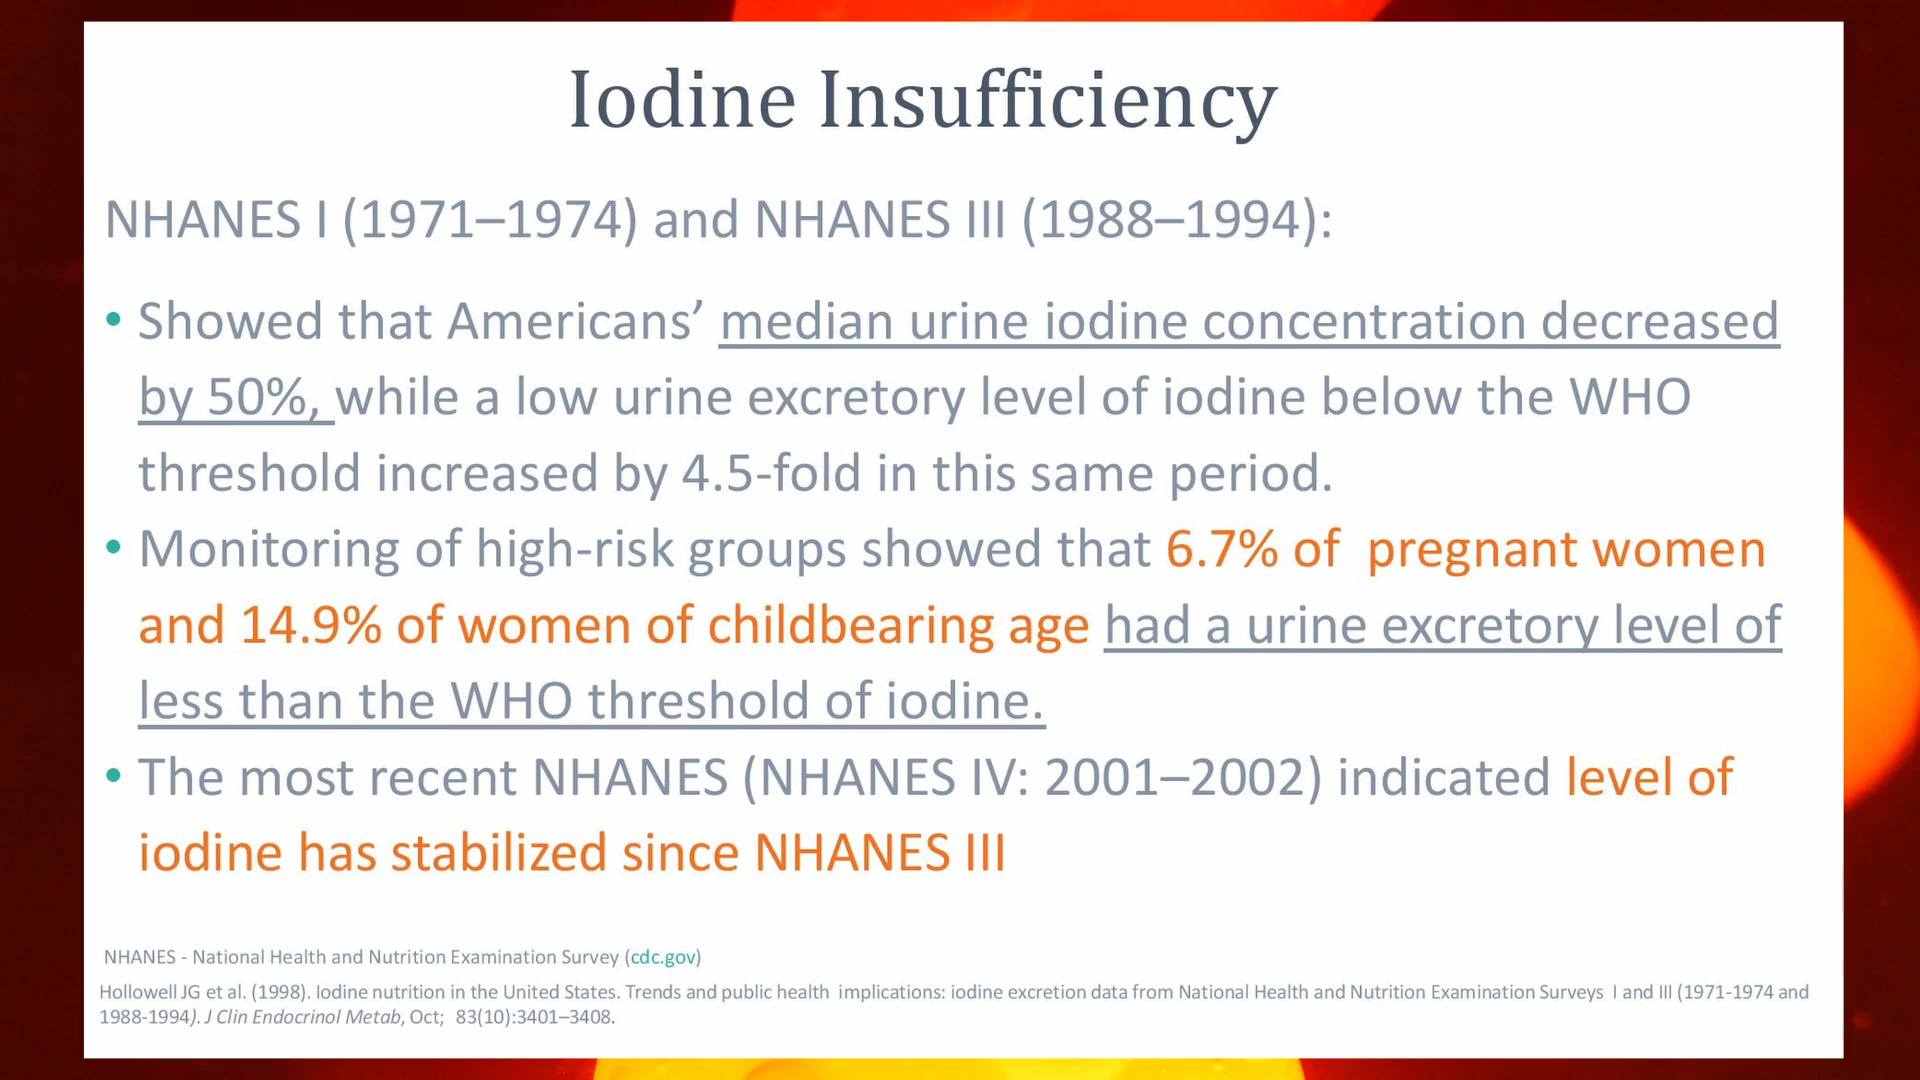 Iodine Insufficiency
NHANES I (1971–1974) and NHANES III (1988–1994):
• Showed that Americans’ median urine iodine concentration decreased
by 50%, while a low urine excretory level of iodine below the WHO
threshold increased by 4.5-fold in this same period.
• Monitoring of high-risk groups showed that 6.7% of pregnant women
and 14.9% of women of childbearing age had a urine excretory level of
less than the WHO threshold of iodine.
• The most recent NHANES (NHANES IV: 2001–2002) indicated level of
iodine has stabilized since NHANES III
NHANES - National Health and Nutrition Examination Survey (cdc.gov)
Hollowell JG et al. (1998). Iodine nutrition in the United States. Trends and public health implications: iodine excretion data from National Health and Nutrition Examination Surveys I and III (1971-1974 and
1988-1994). J Clin Endocrinol Metab, Oct; 83(10):3401–3408.